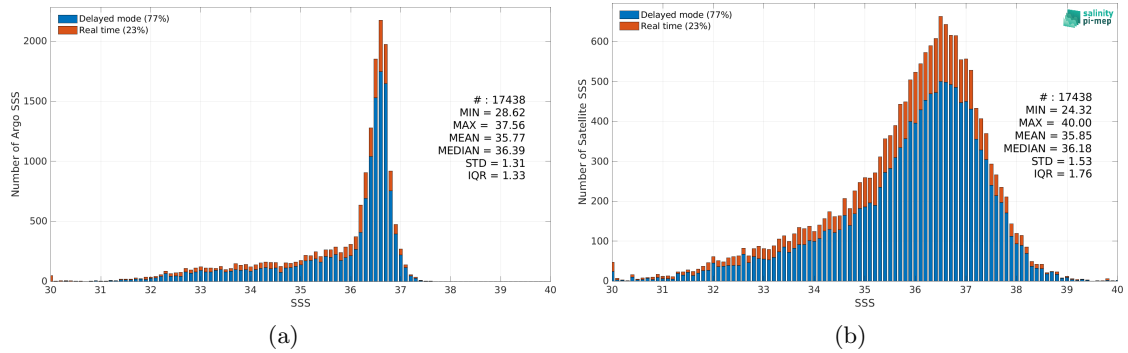 Delayed mode (77%)
Real time (23%)
2000
1500
1000
500
0
Number of Argo SSS
# : 17438
MIN = 28.62
MAX = 37.56
MEAN = 35.77
MEDIAN = 36.39
STD = 1.31
IQR = 1.33
30 31 32 33 34 35 36 37 38 39 40
SSS
(a)
Delayed mode (77%)
Real time (23%)
salinity
pi-mep
600
500
400
300
200
100
0
Number of Satellite SSS
# : 17438
MIN = 24.32
MAX = 40.00
MEAN = 35.85
MEDIAN = 36.18
STD = 1.53
IQR = 1.76
30 31 32 33 34 35 36 37 38 39 40
SSS
(b)